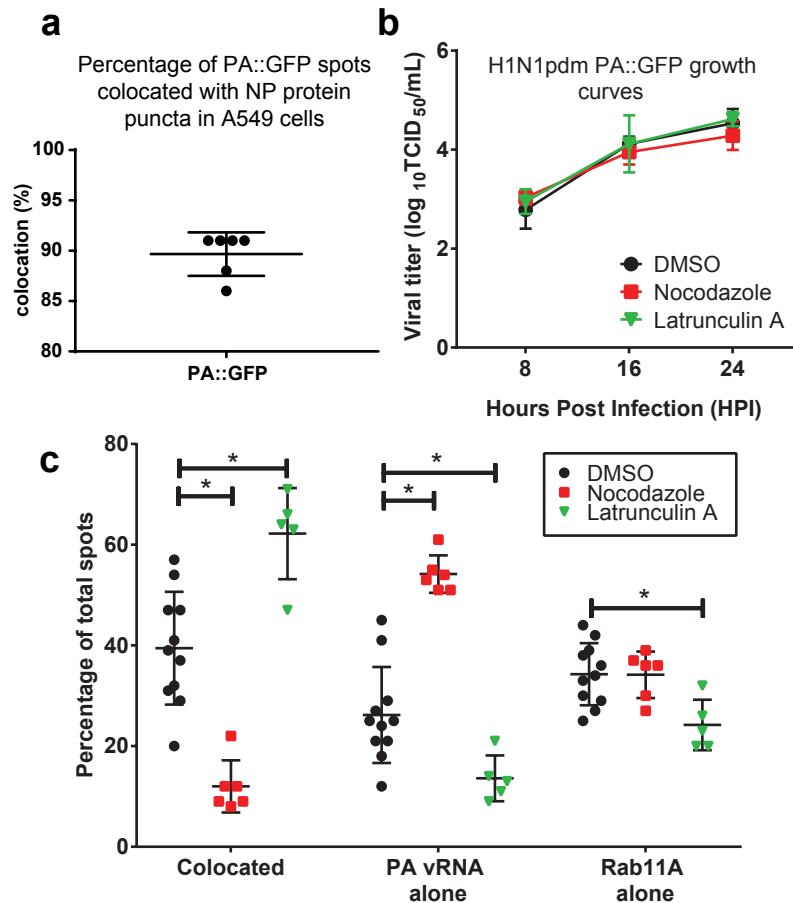 a
Percentage of PA::GFP spots
colocated with NP protein
puncta in A549 cells
colocation (%)
100
95
90
85
80
PA::GFP
b
H1N1pdm PA::GFP growth
curves
Viral titer (log 10TCID50/mL)
6
4
2
0
DMSO
Nocodazole
Latrunculin A
8 16 24
Hours Post Infection (HPI)
c
Percentage of total spots
80
60
40
20
0
* * * * *
DMSO
Nocodazole
Latrunculin A
Colocated PA vRNA Rab11A
alone alone